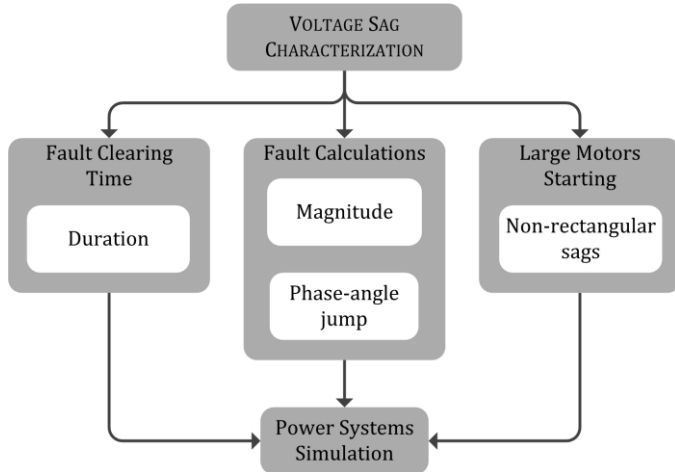 VOLTAGE SAG
CHARACTERIZATION
Fault Clearing
Time
Duration
Fault Calculations
Magnitude
Phase-angle
jump
Large Motors
Starting
Non-rectangular
sags
Power Systems
Simulation